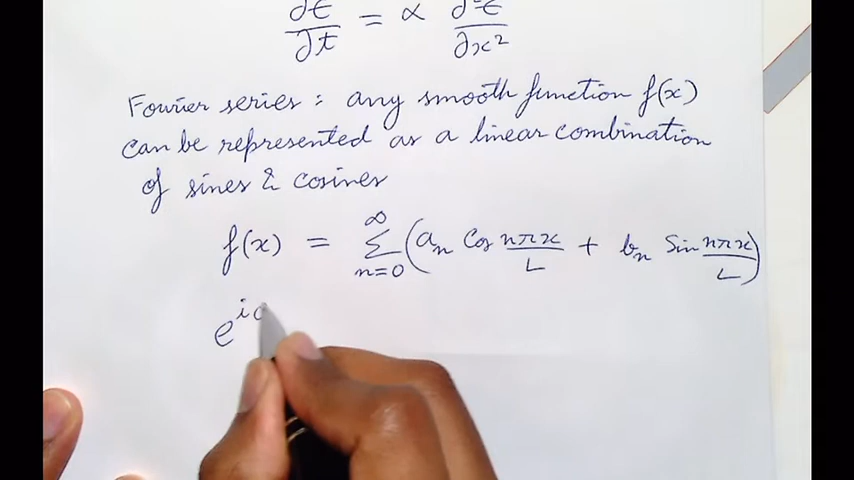 ∂ε/∂t = α ∂²ε/∂x²
Fourier series : any smooth function f(x)
can be represented as a linear combination
of sines & cosines
f(x) = ∑_{n=0}^{∞} (a_n Cos nπx/L + b_n Sin nπx/L)
e^i